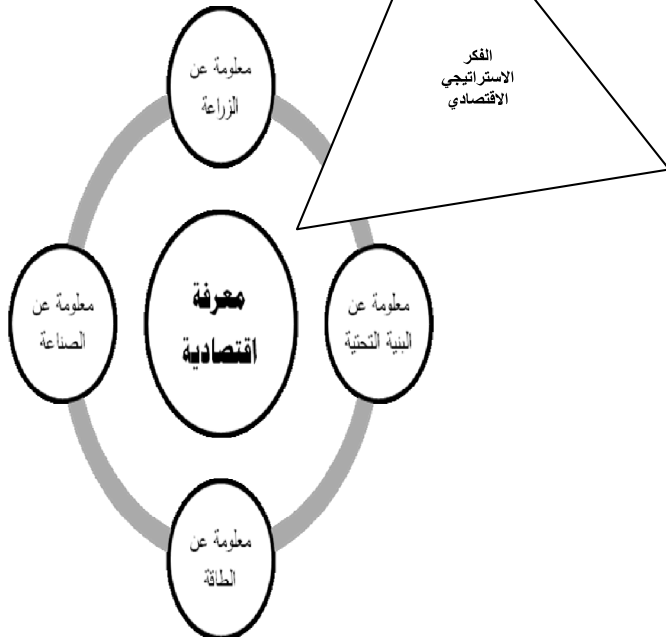 الفكر
الاستراتيجي
الاقتصادي
معلومة عن
الزراعة
معلومة عن
البنية التحتية
معرفة
اقتصادية
معلومة عن
الصناعة
معلومة عن
الطاقة